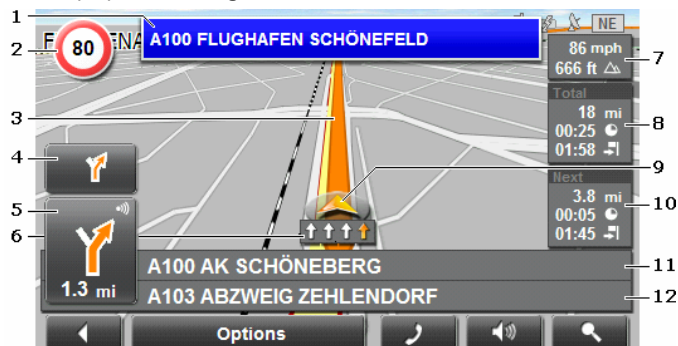 1
A100 FLUGHAFEN SCHÖNEFELD
NE
2
80
86 mph
666 ft
7
3
Total
18 mi
00:25
01:58
8
4
9
5
Next
3.8 mi
00:05
01:45
10
6
1.3 mi
A100 AK SCHÖNEBERG
11
A103 ABZWEIG ZEHLENDORF
12
Options